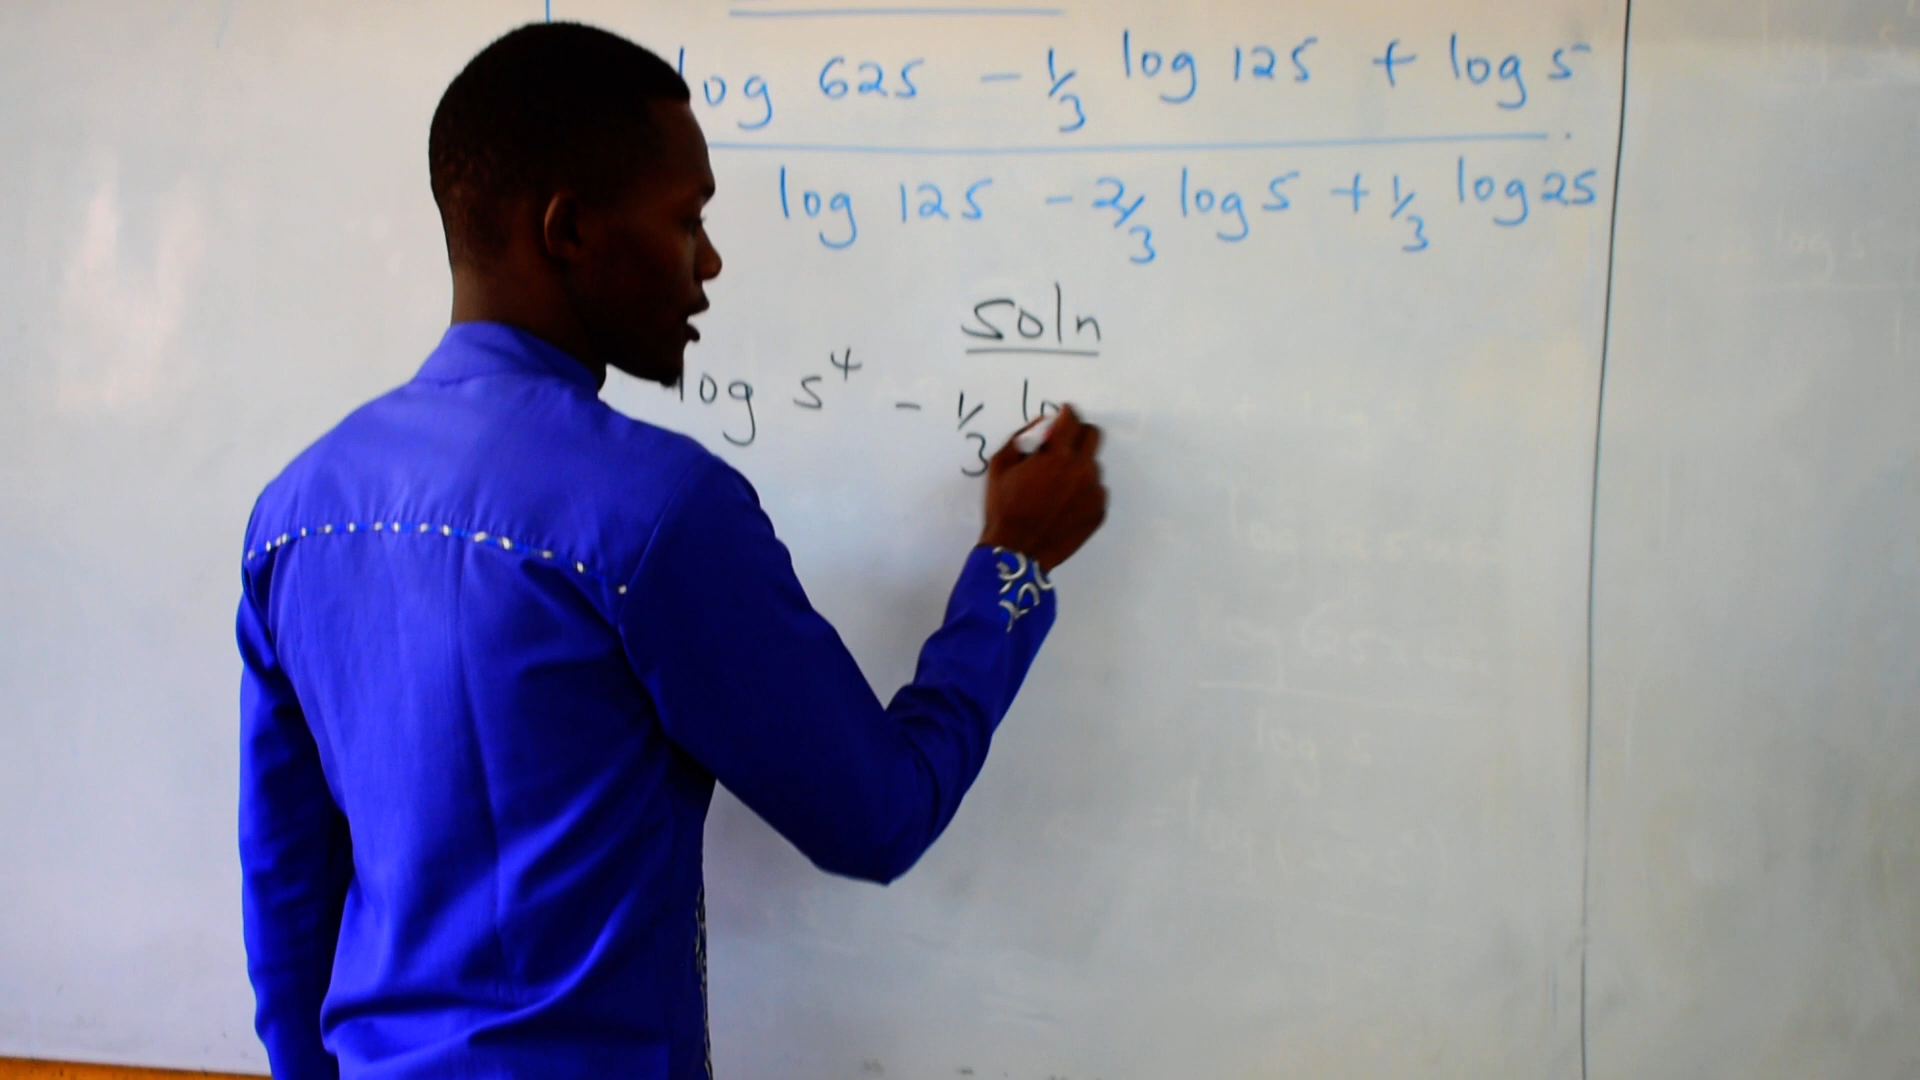 log 625 - 1/3 log 125 + log 5
log 125 - 2/3 log 5 + 1/3 log 25
soln
log 5⁴ - 1/3 lo